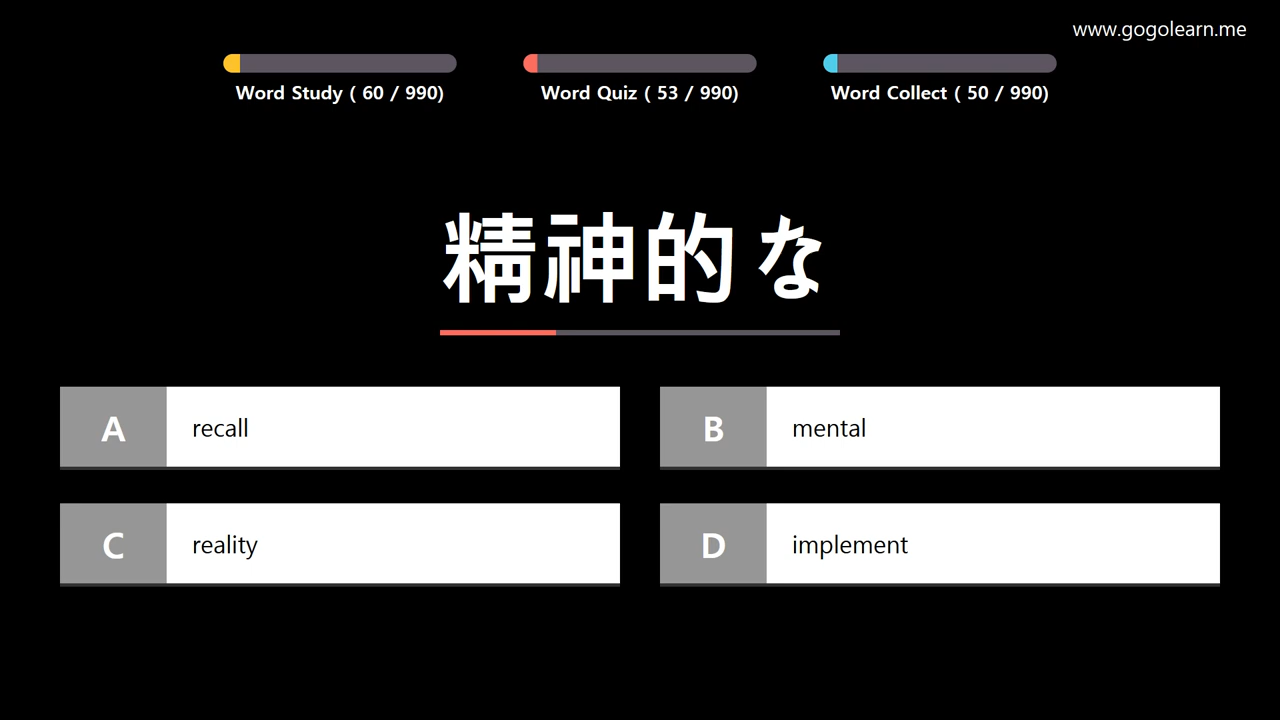 www.gogolearn.me
Word Study ( 60 / 990)
Word Quiz ( 53 / 990)
Word Collect ( 50 / 990)
精神的な
A recall
B mental
C reality
D implement